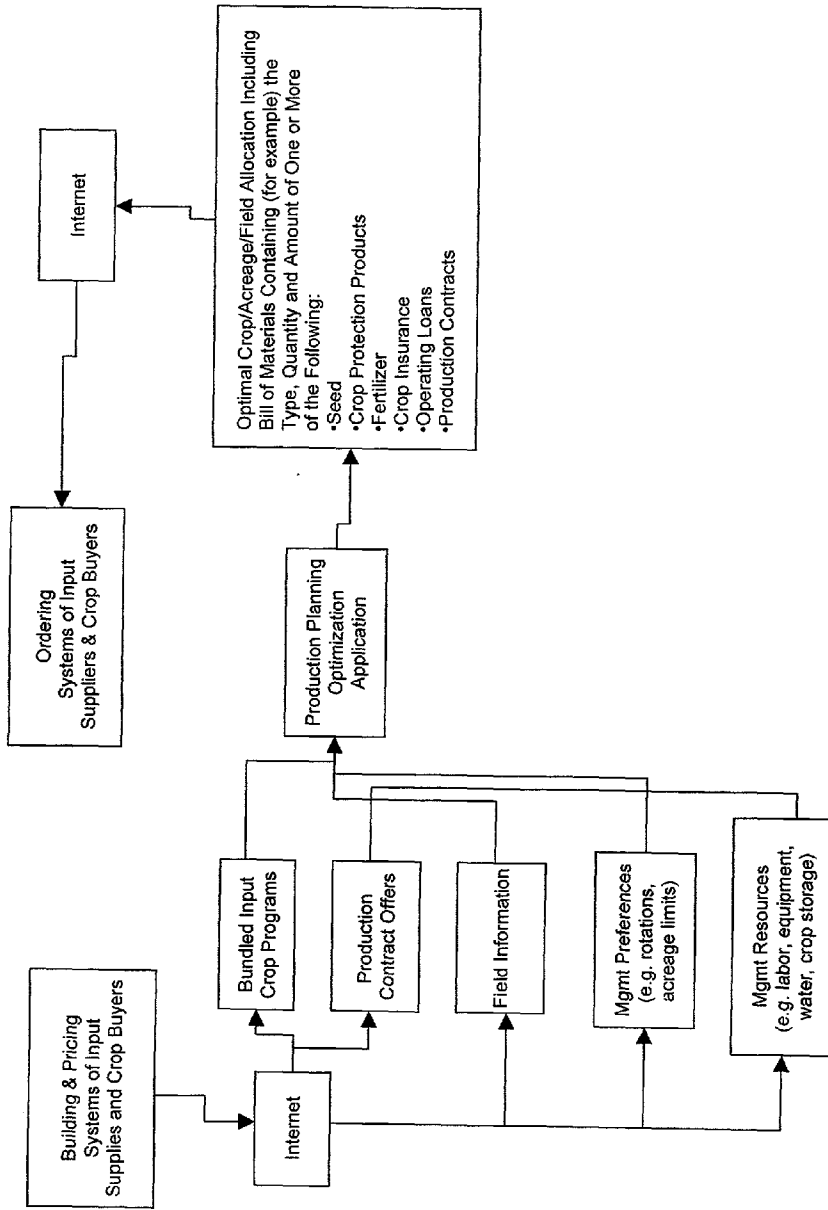 Building & Pricing
Systems of Input
Supplies and Crop Buyers
Internet
Bundled Input
Crop Programs
Production
Contract Offers
Field Information
Mgmt Preferences
(e.g. rotations,
acreage limits)
Mgmt Resources
(e.g. labor, equipment,
water, crop storage)
Production Planning
Optimization
Application
Optimal Crop/Acreage/Field Allocation Including
Bill of Materials Containing (for example) the
Type, Quantity and Amount of One or More
of the Following:
•Seed
•Crop Protection Products
•Fertilizer
•Crop Insurance
•Operating Loans
•Production Contracts
Internet
Ordering
Systems of Input
Suppliers & Crop Buyers